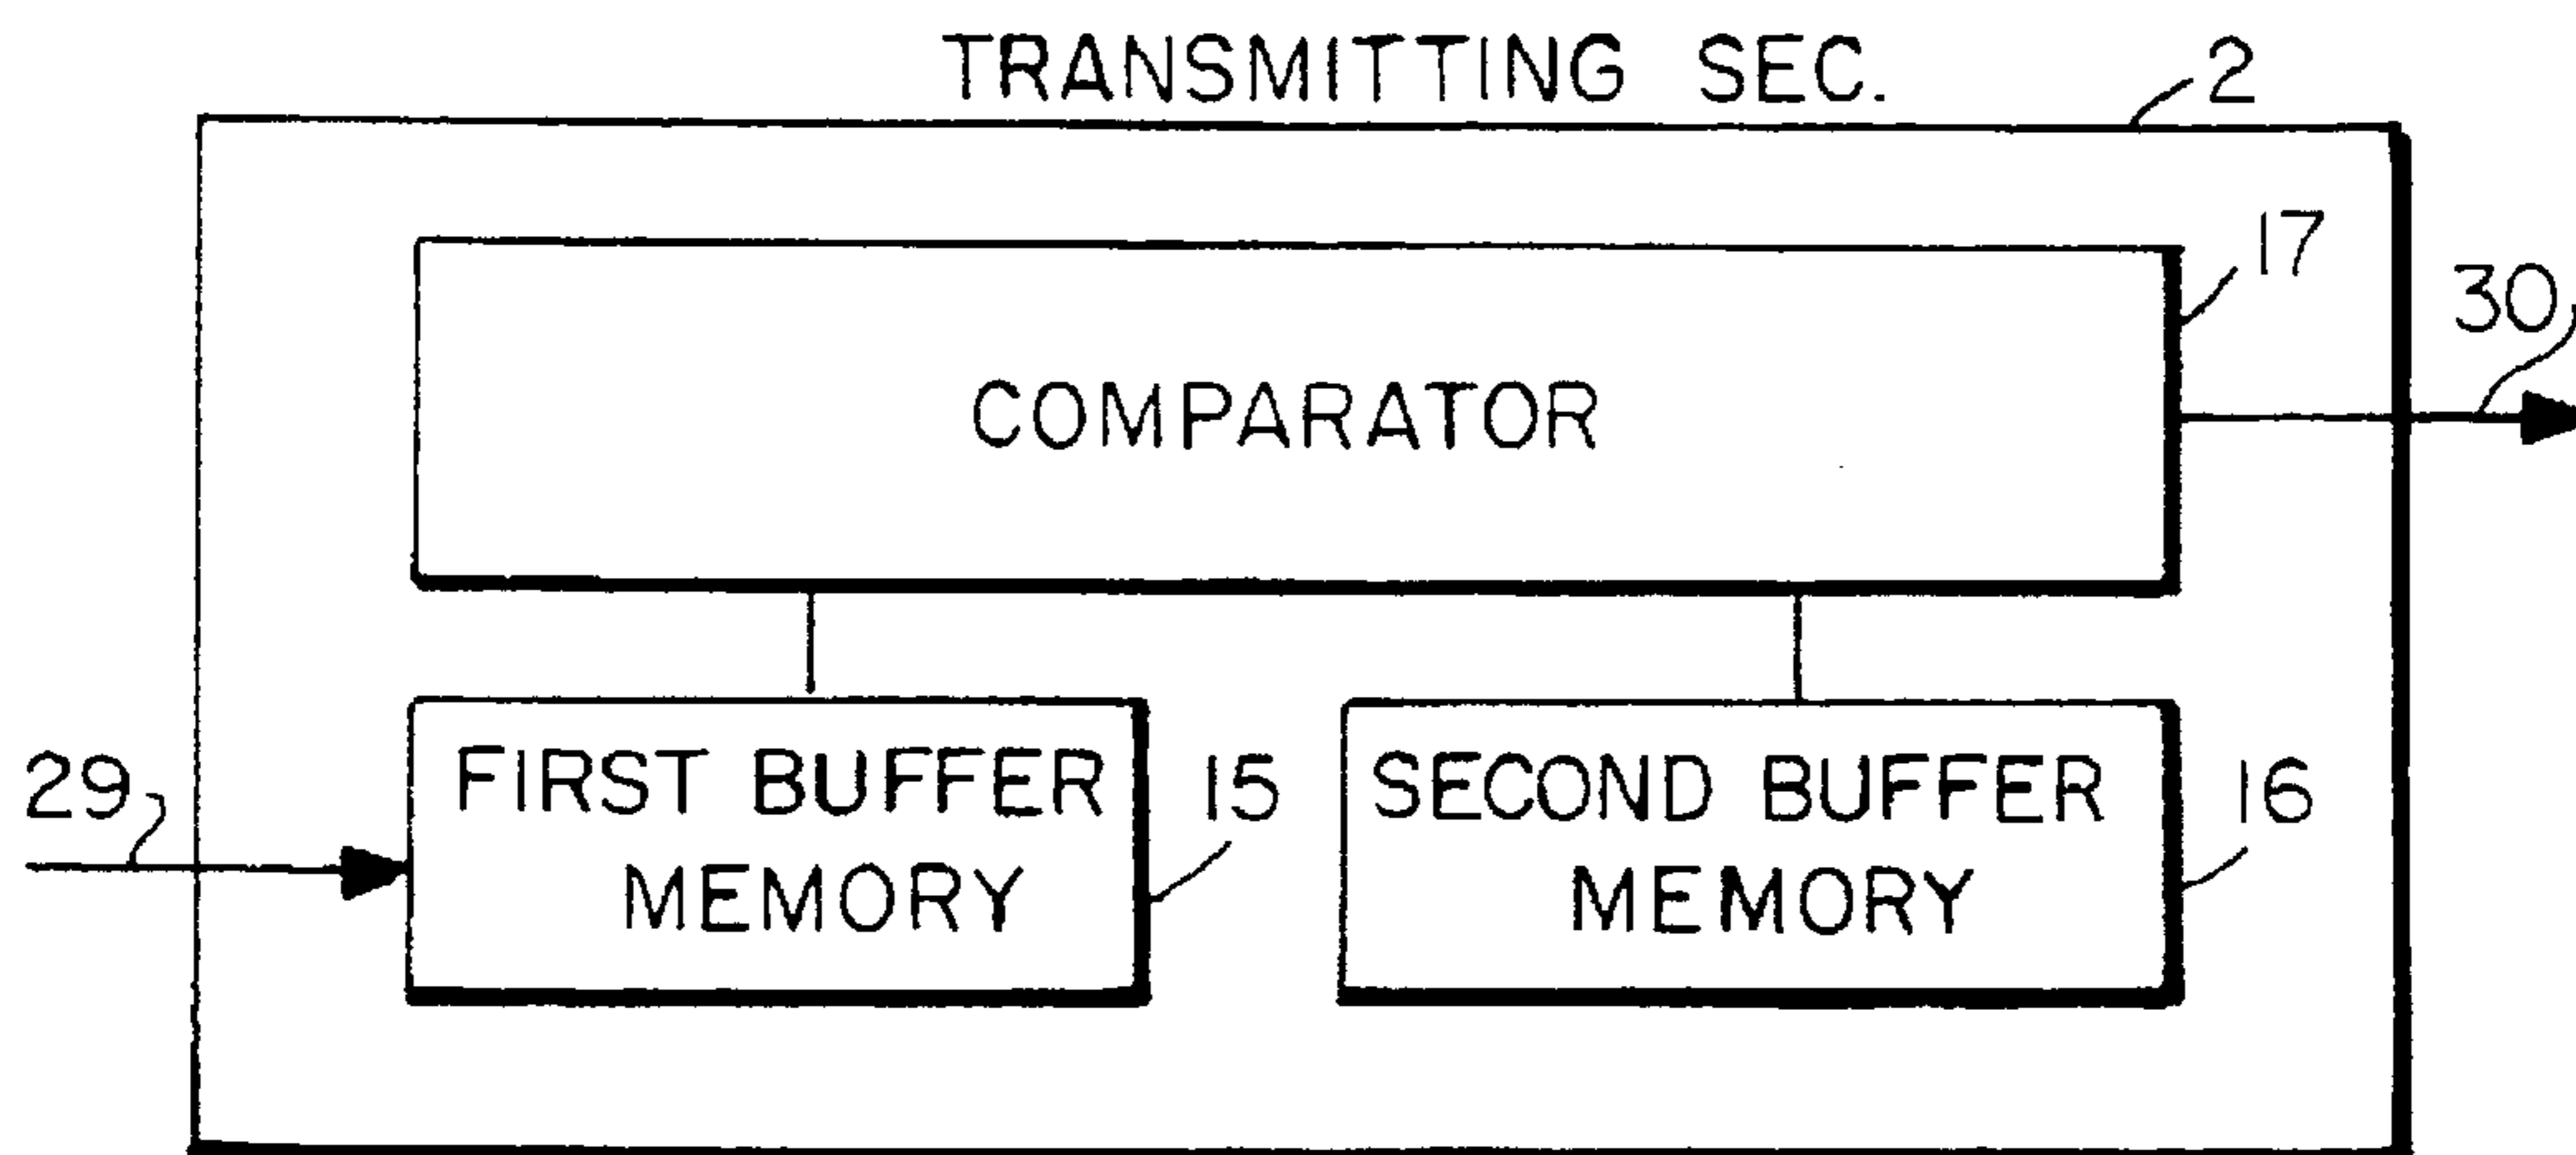 TRANSMITTING SEC.
2
17
30
COMPARATOR
29
FIRST BUFFER
MEMORY
15
SECOND BUFFER
MEMORY
16